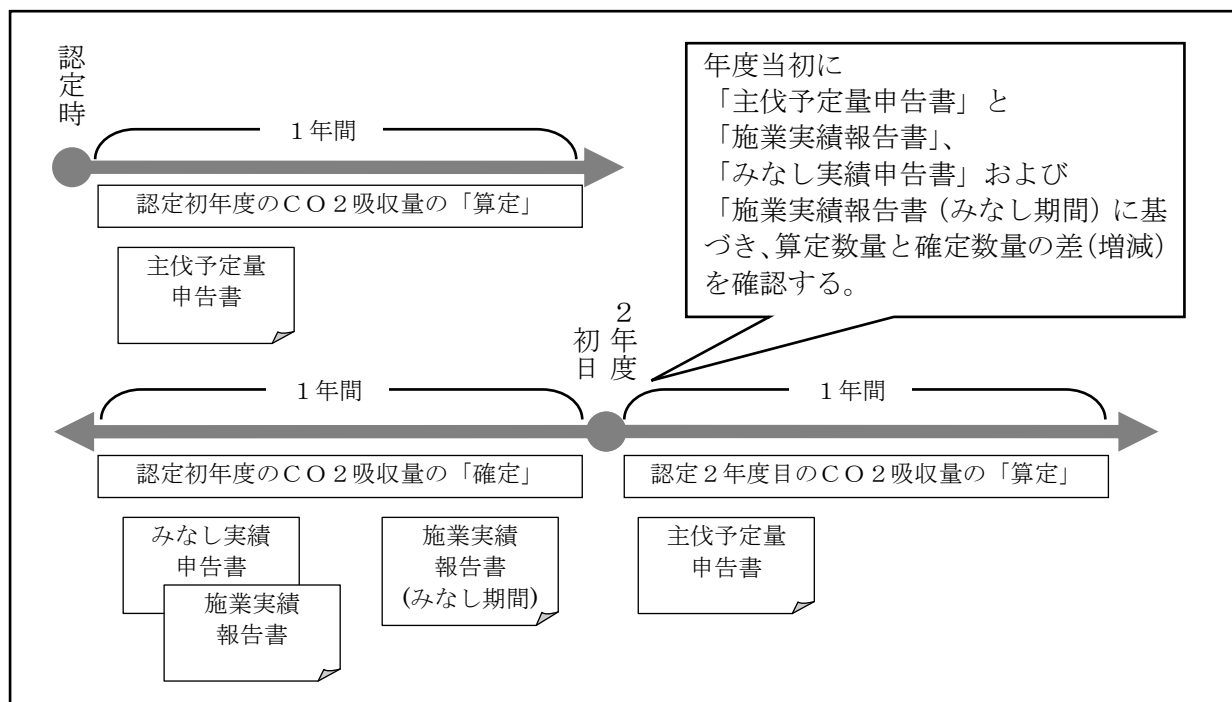 認定時
１年間
認定初年度のＣＯ２吸収量の「算定」
主伐予定量
申告書
年度当初に
「主伐予定量申告書」と
「施業実績報告書」、
「みなし実績申告書」および
「施業実績報告書（みなし期間）に基
づき、算定数量と確定数量の差（増減）
を確認する。
２年度
初日
１年間
認定初年度のＣＯ２吸収量の「確定」
みなし実績
申告書
施業実績
報告書
施業実績
報告書
(みなし期間)
１年間
認定２年度目のＣＯ２吸収量の「算定」
主伐予定量
申告書